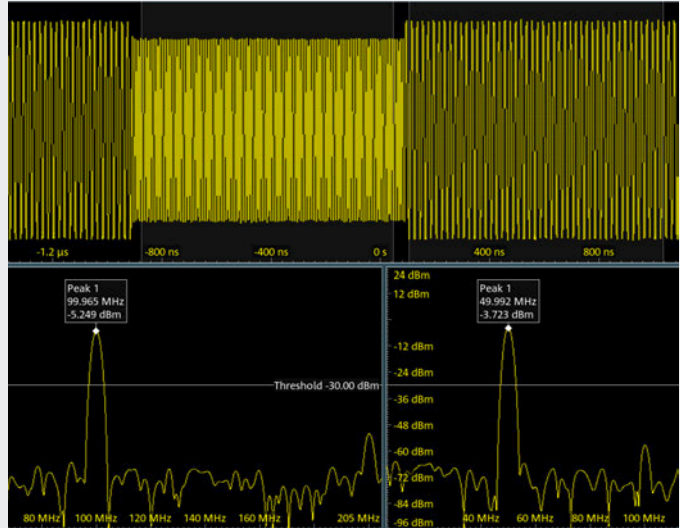 -1.2 µs
-800 ns
-400 ns
0 s
400 ns
800 ns
Peak 1
99.965 MHz
-5.249 dBm
Threshold -30.00 dBm
80 MHz
100 MHz
120 MHz
140 MHz
160 MHz
205 MHz
24 dBm
12 dBm
-12 dBm
-24 dBm
-36 dBm
-48 dBm
-60 dBm
-72 dBm
-84 dBm
-96 dBm
Peak 1
49.992 MHz
-3.723 dBm
40 MHz
60 MHz
80 MHz
100 MHz